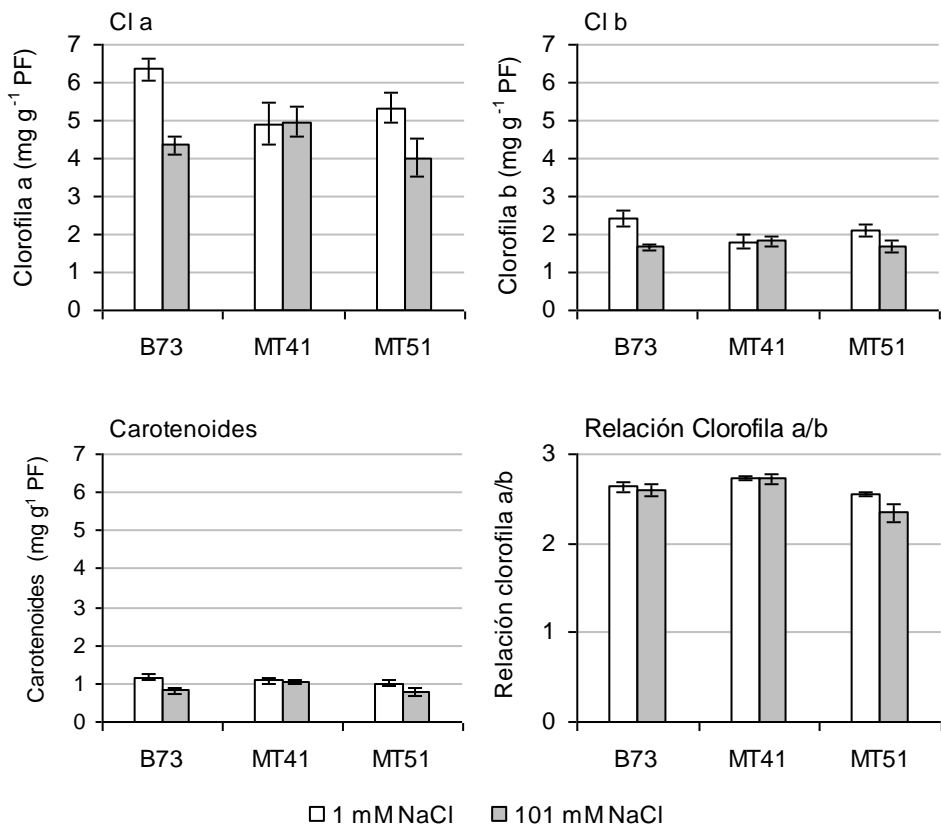 Cl a
Clorofila a (mg g⁻¹ PF)
7
6
5
4
3
2
1
0
B73 MT41 MT51
Cl b
Clorofila b (mg g⁻¹ PF)
7
6
5
4
3
2
1
0
B73 MT41 MT51
Carotenoides
Carotenoides (mg g¹ PF)
7
6
5
4
3
2
1
0
B73 MT41 MT51
Relación Clorofila a/b
Relación clorofila a/b
3
2
1
0
B73 MT41 MT51
1 mM NaCl 101 mM NaCl